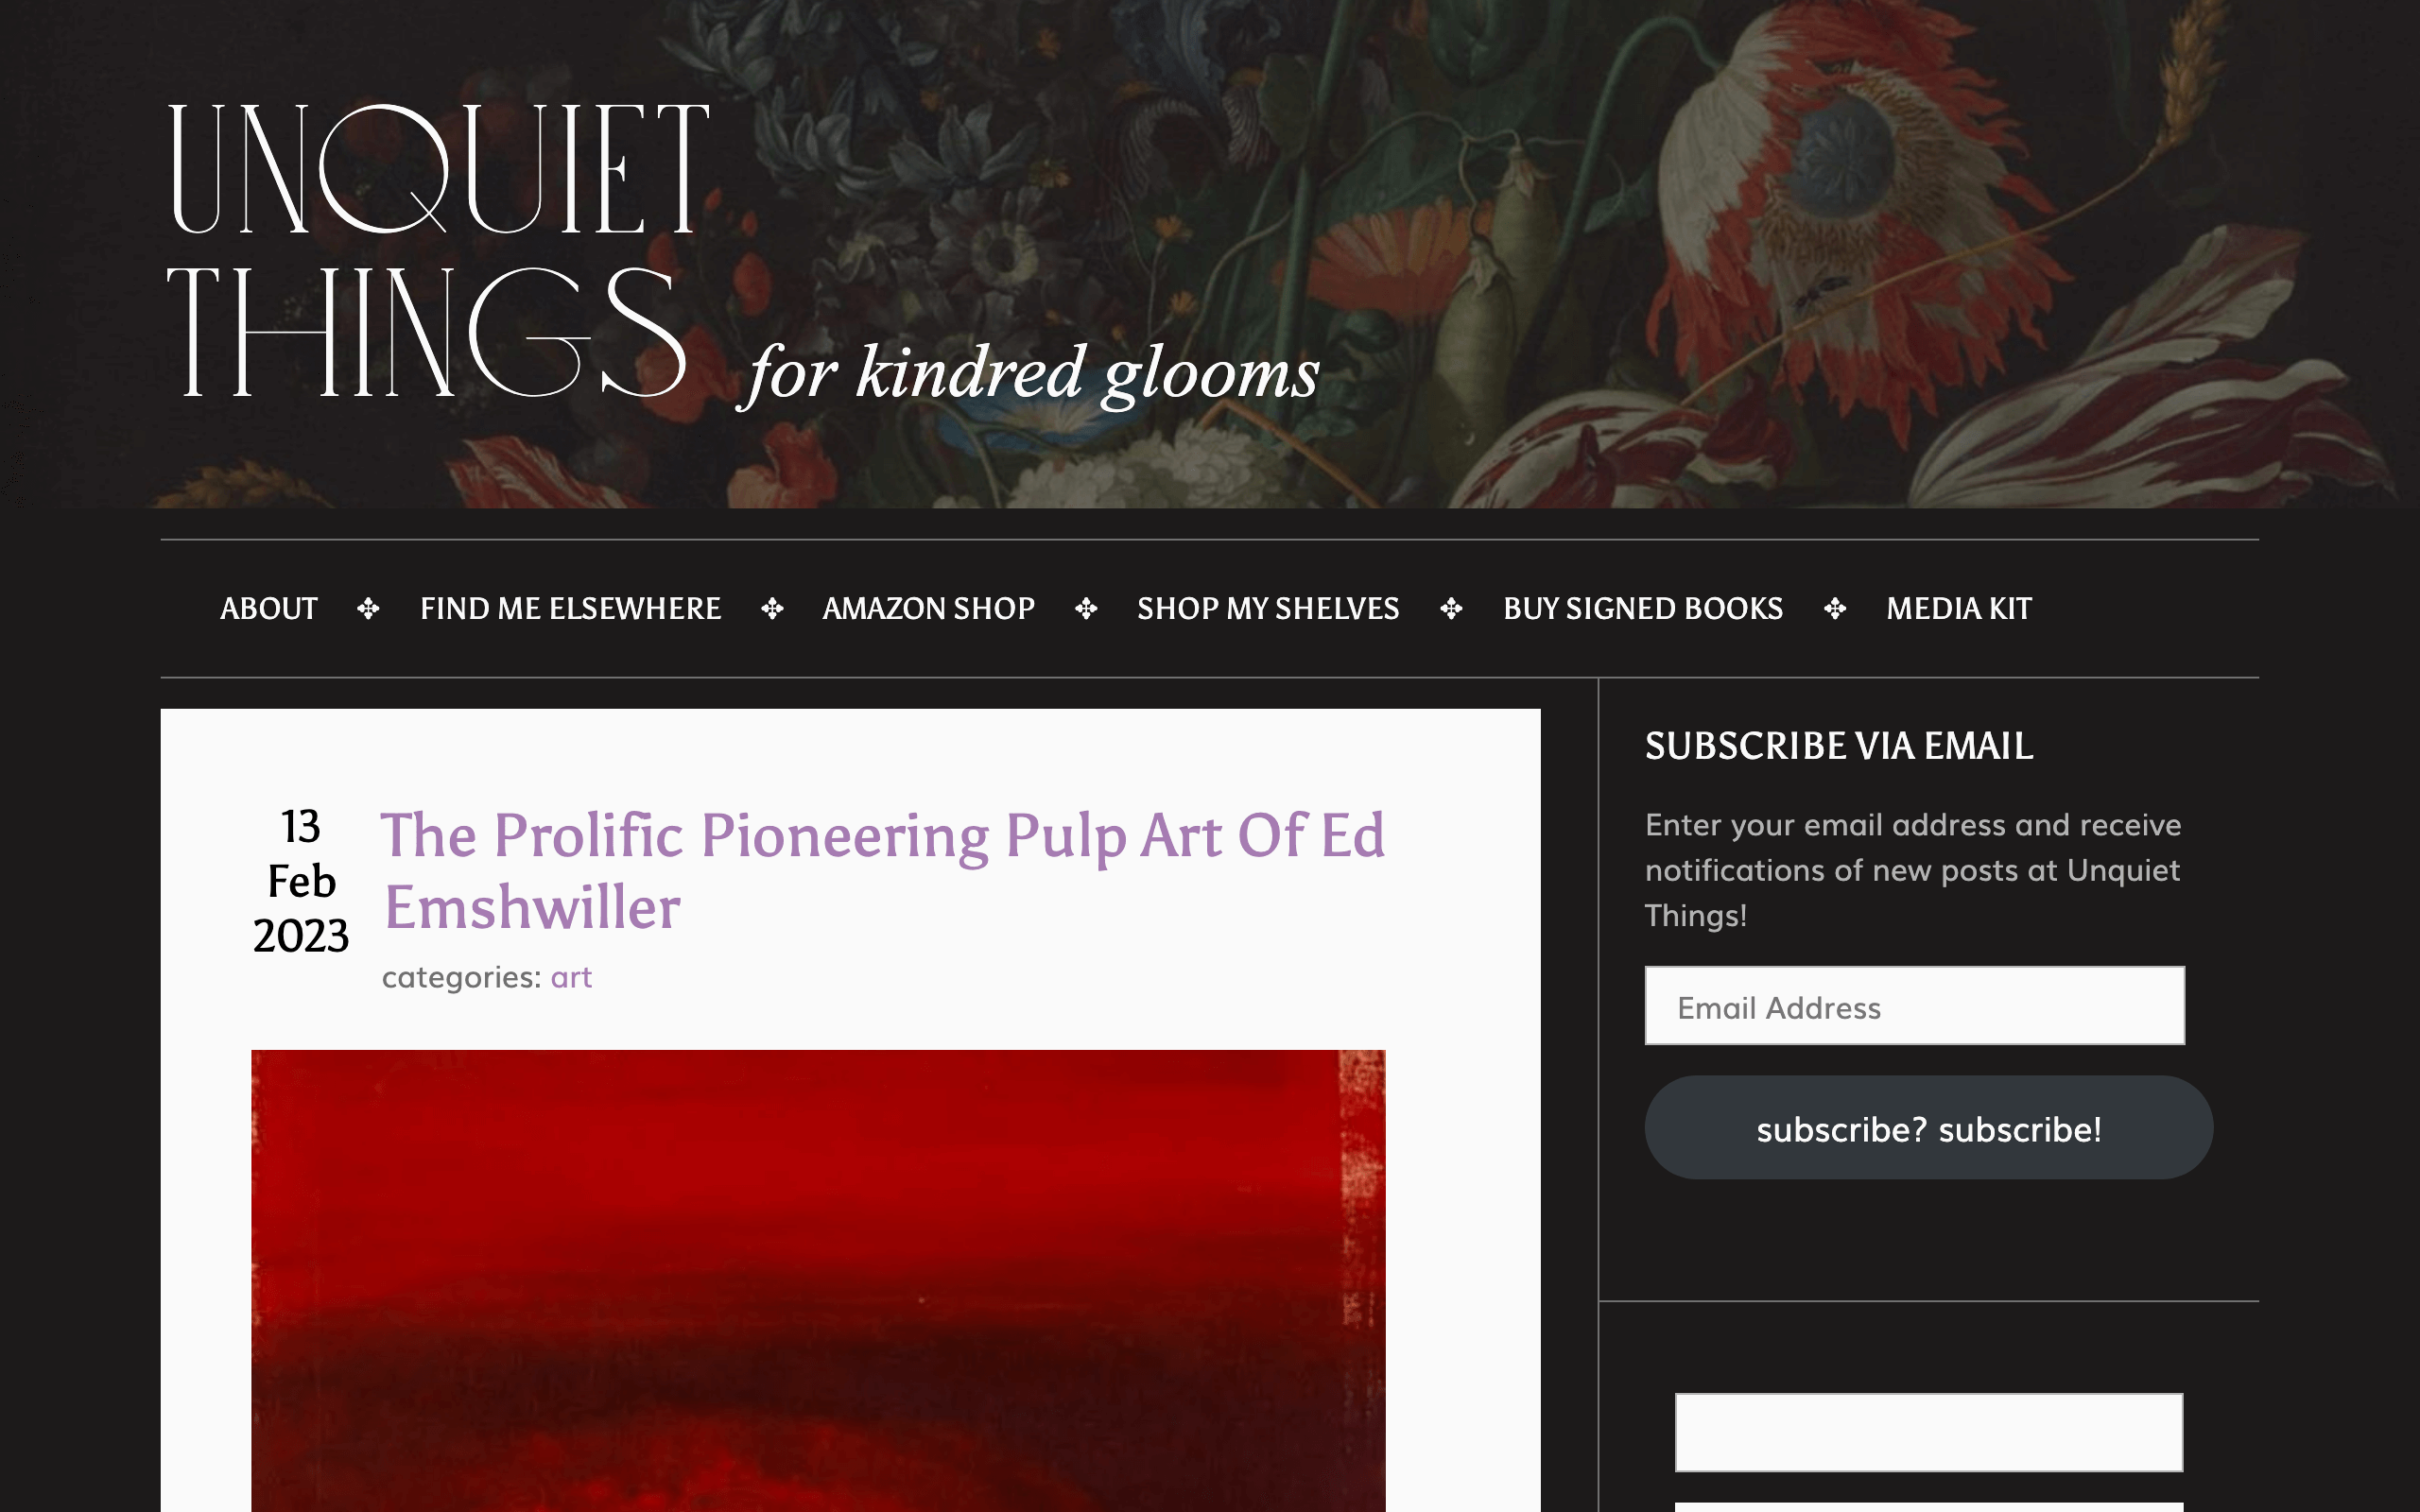 UNQUIET
THINGS for kindred glooms
ABOUT ✤ FIND ME ELSEWHERE ✤ AMAZON SHOP ✤ SHOP MY SHELVES ✤ BUY SIGNED BOOKS ✤ MEDIA KIT
13
Feb
2023
The Prolific Pioneering Pulp Art Of Ed
Emshwiller
categories: art
SUBSCRIBE VIA EMAIL
Enter your email address and receive
notifications of new posts at Unquiet
Things!
Email Address
subscribe? subscribe!